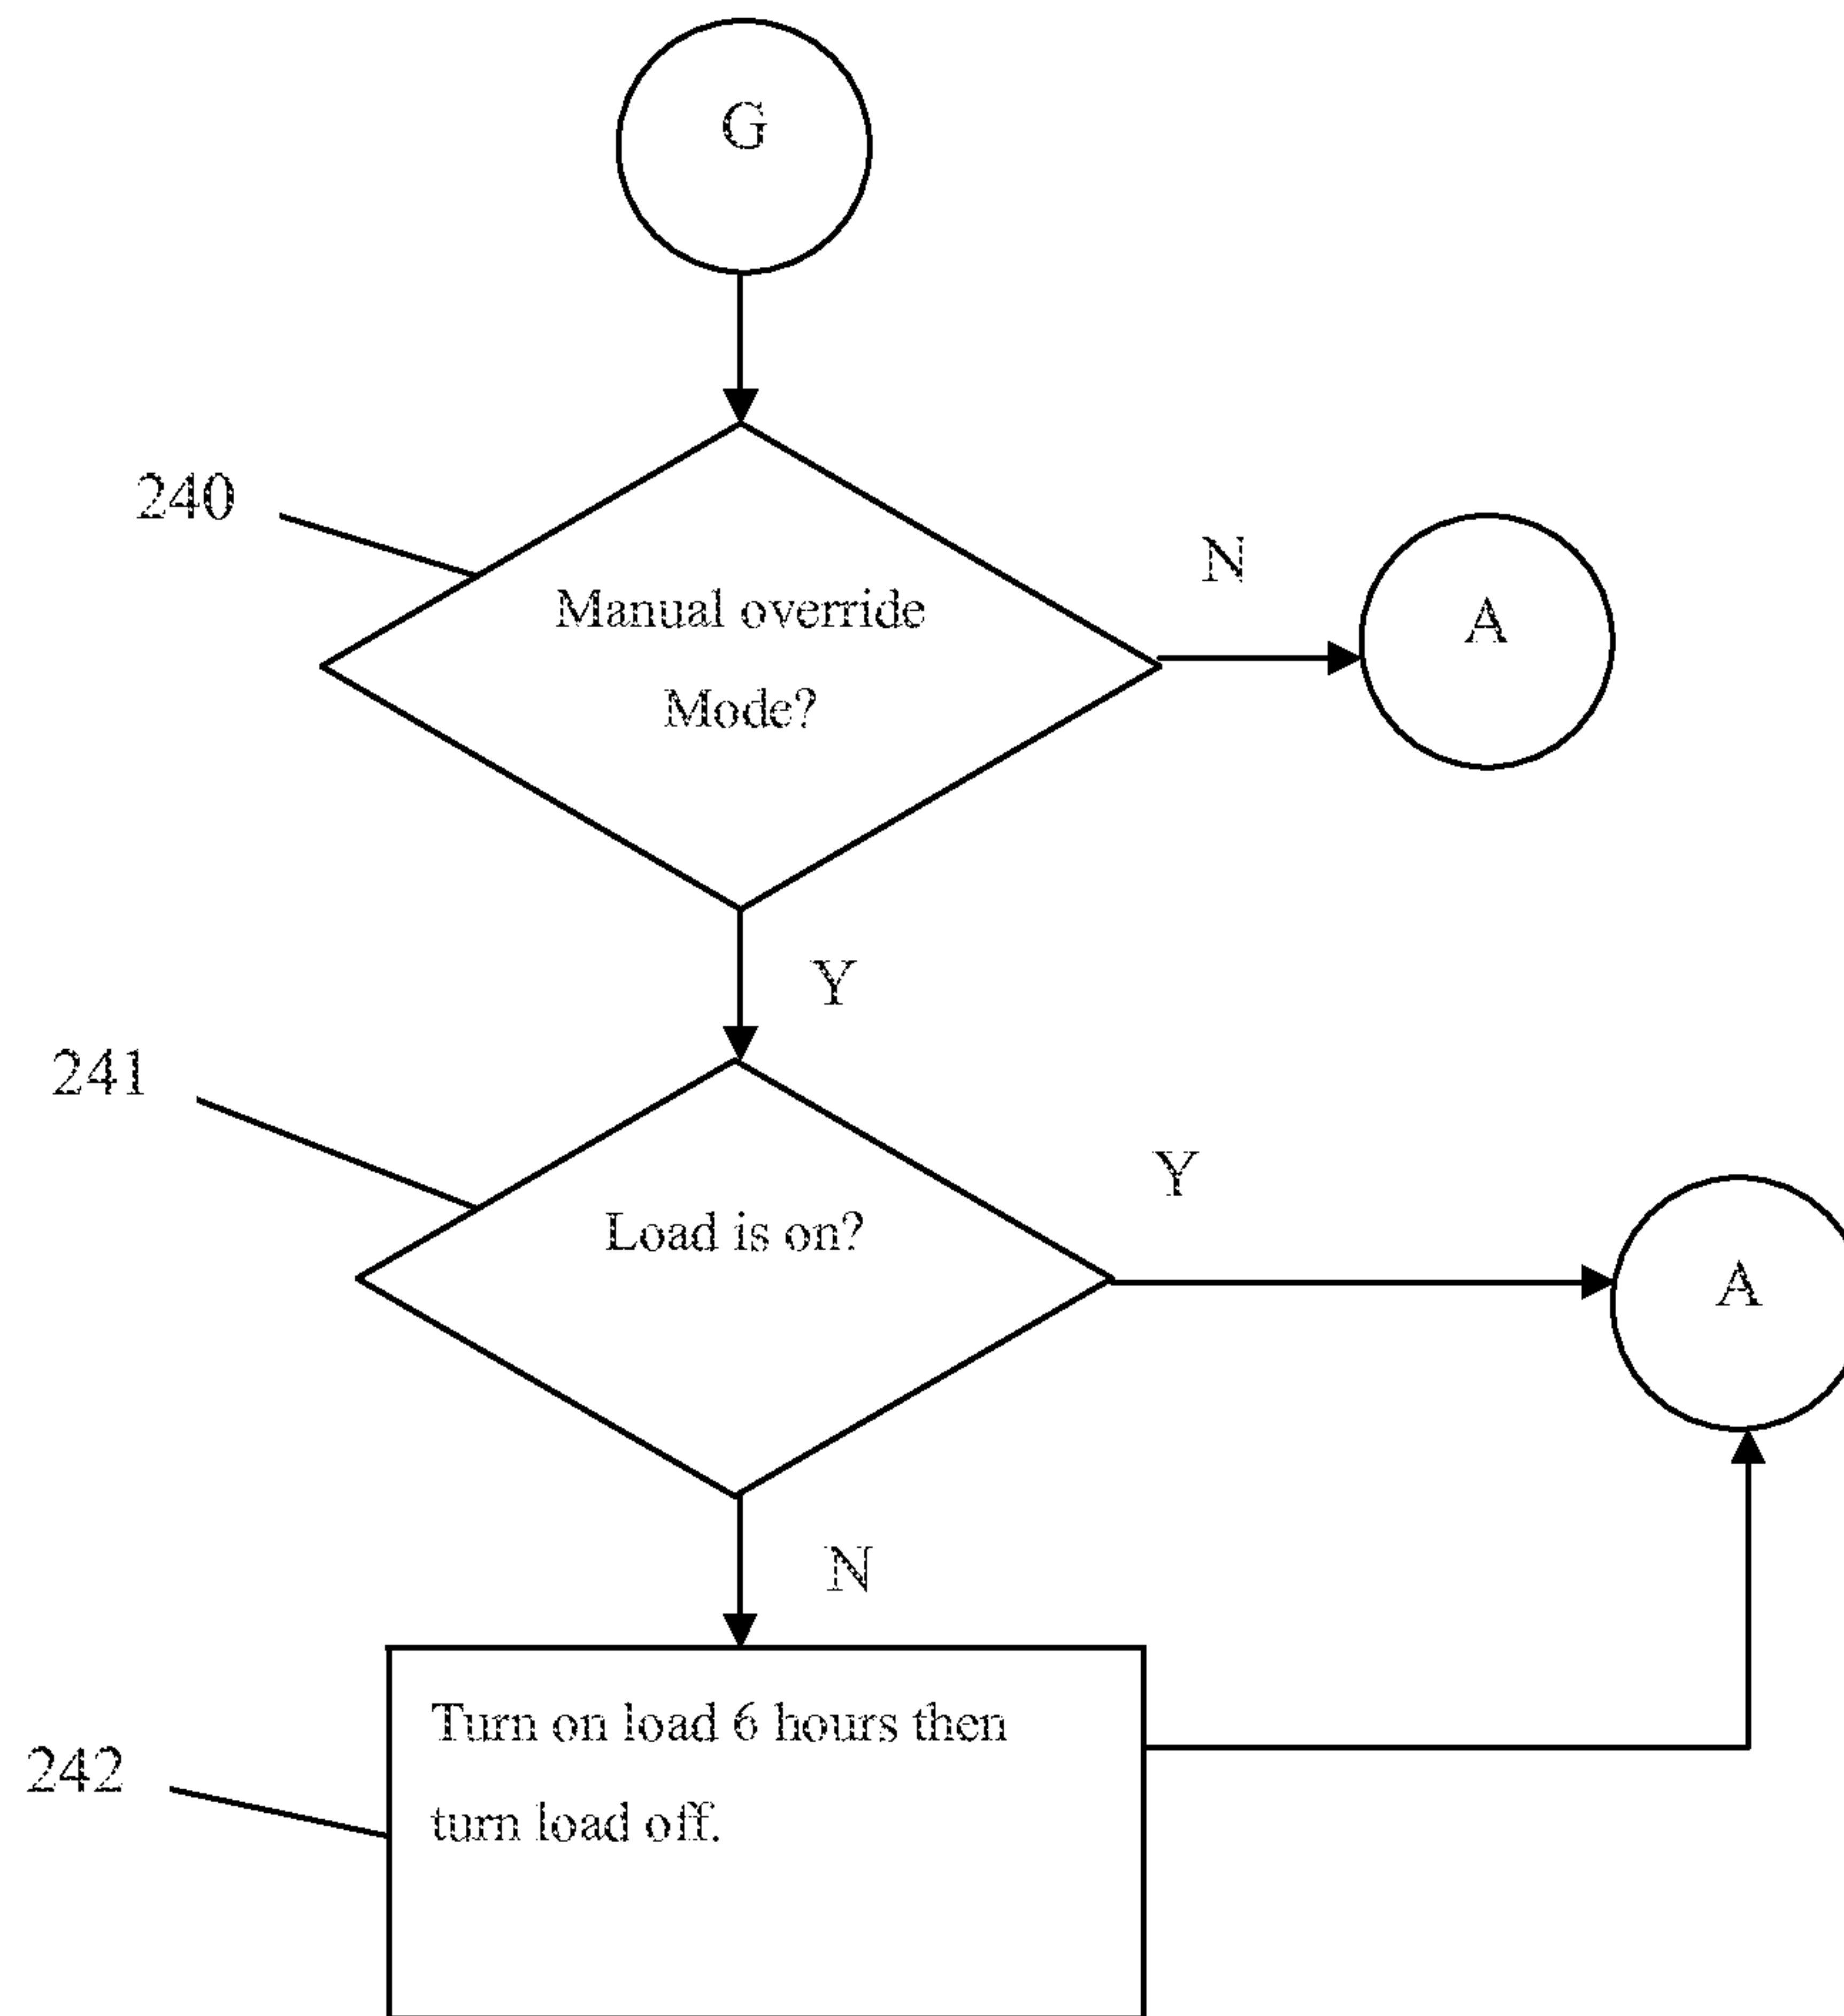 G
240
Manual override
Mode?
N
A
Y
241
Load is on?
Y
A
N
242
Turn on load 6 hours then
turn load off.